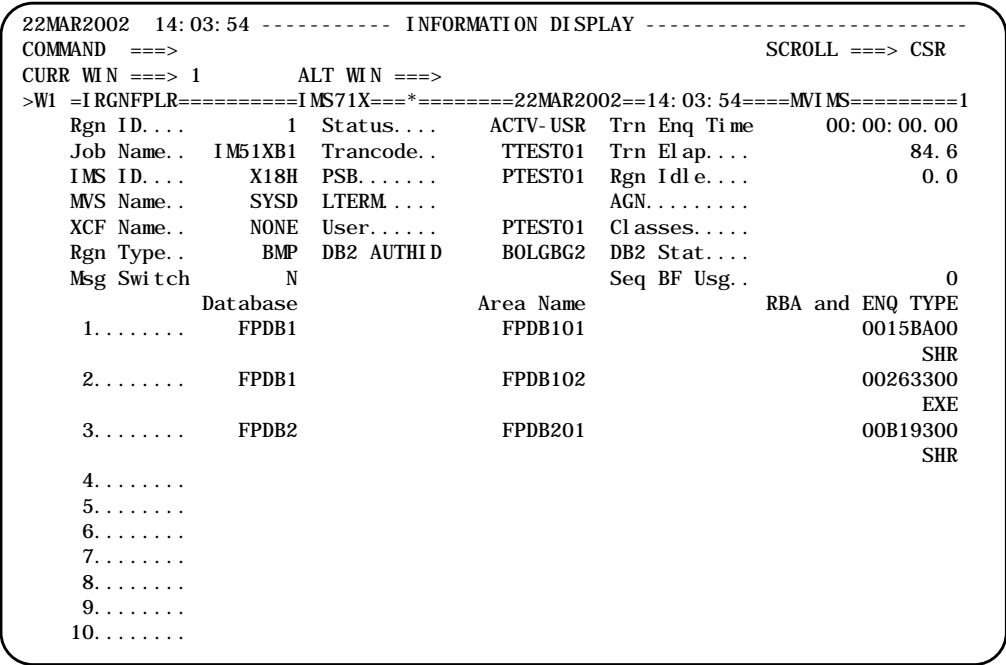 22MAR2002  14:03:54 ----------- INFORMATION DISPLAY ---------------------------
COMMAND  ===>                                                 SCROLL ===> CSR
CURR WIN ===> 1        ALT WIN ===>
>W1 =IRGNFPLR==========IMS71X===*========22MAR2002==14:03:54====MVIMS=========1
    Rgn ID....       1  Status....    ACTV-USR  Trn Enq Time      00:00:00.00
    Job Name..  IM51XB1  Trancode..     TTEST01  Trn Elap....             84.6
    IMS ID....     X18H  PSB.......     PTEST01  Rgn Idle....              0.0
    MVS Name..     SYSD  LTERM.....              AGN.........
    XCF Name..     NONE  User......     PTEST01  Classes.....
    Rgn Type..      BMP  DB2 AUTHID     BOLGBG2  DB2 Stat....
    Msg Switch        N                          Seq BF Usg..                0
               Database               Area Name               RBA and ENQ TYPE
     1........    FPDB1                 FPDB101                       0015BA00
                                                                           SHR
     2........    FPDB1                 FPDB102                       00263300
                                                                           EXE
     3........    FPDB2                 FPDB201                       00B19300
                                                                           SHR
     4........
     5........
     6........
     7........
     8........
     9........
    10........